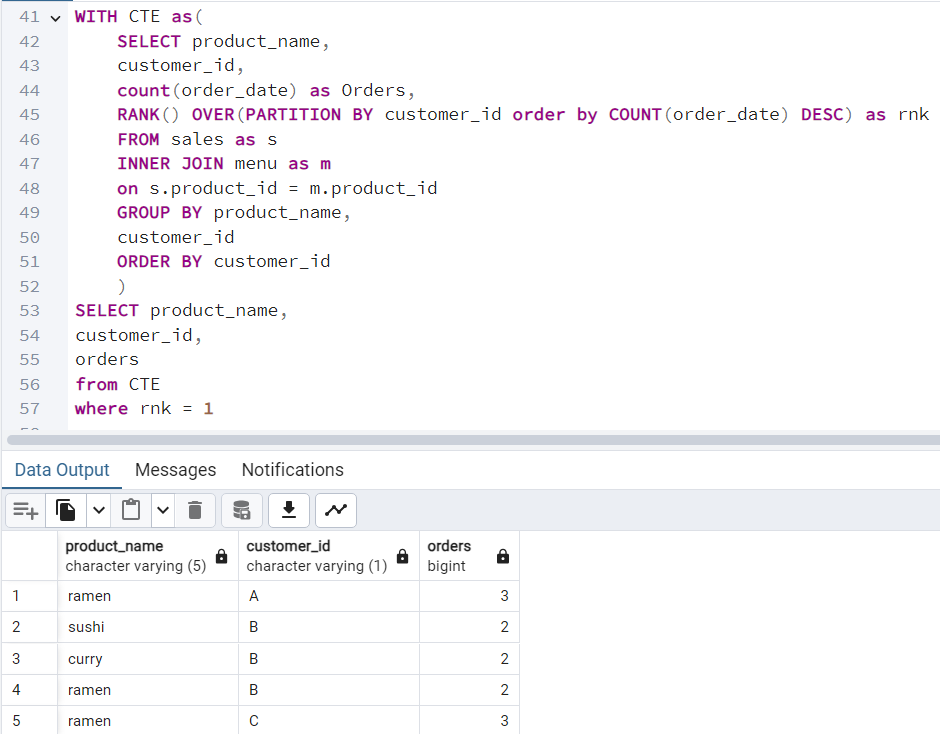 41 WITH CTE as(
42 SELECT product_name,
43 customer_id,
44 count(order_date) as Orders,
45 RANK() OVER(PARTITION BY customer_id order by COUNT(order_date) DESC) as rnk
46 FROM sales as s
47 INNER JOIN menu as m
48 on s.product_id = m.product_id
49 GROUP BY product_name,
50 customer_id
51 ORDER BY customer_id
52 )
53 SELECT product_name,
54 customer_id,
55 orders
56 from CTE
57 where rnk = 1
Data Output Messages Notifications
product_name customer_id orders
character varying (5) character varying (1) bigint
1 ramen A 3
2 sushi B 2
3 curry B 2
4 ramen B 2
5 ramen C 3